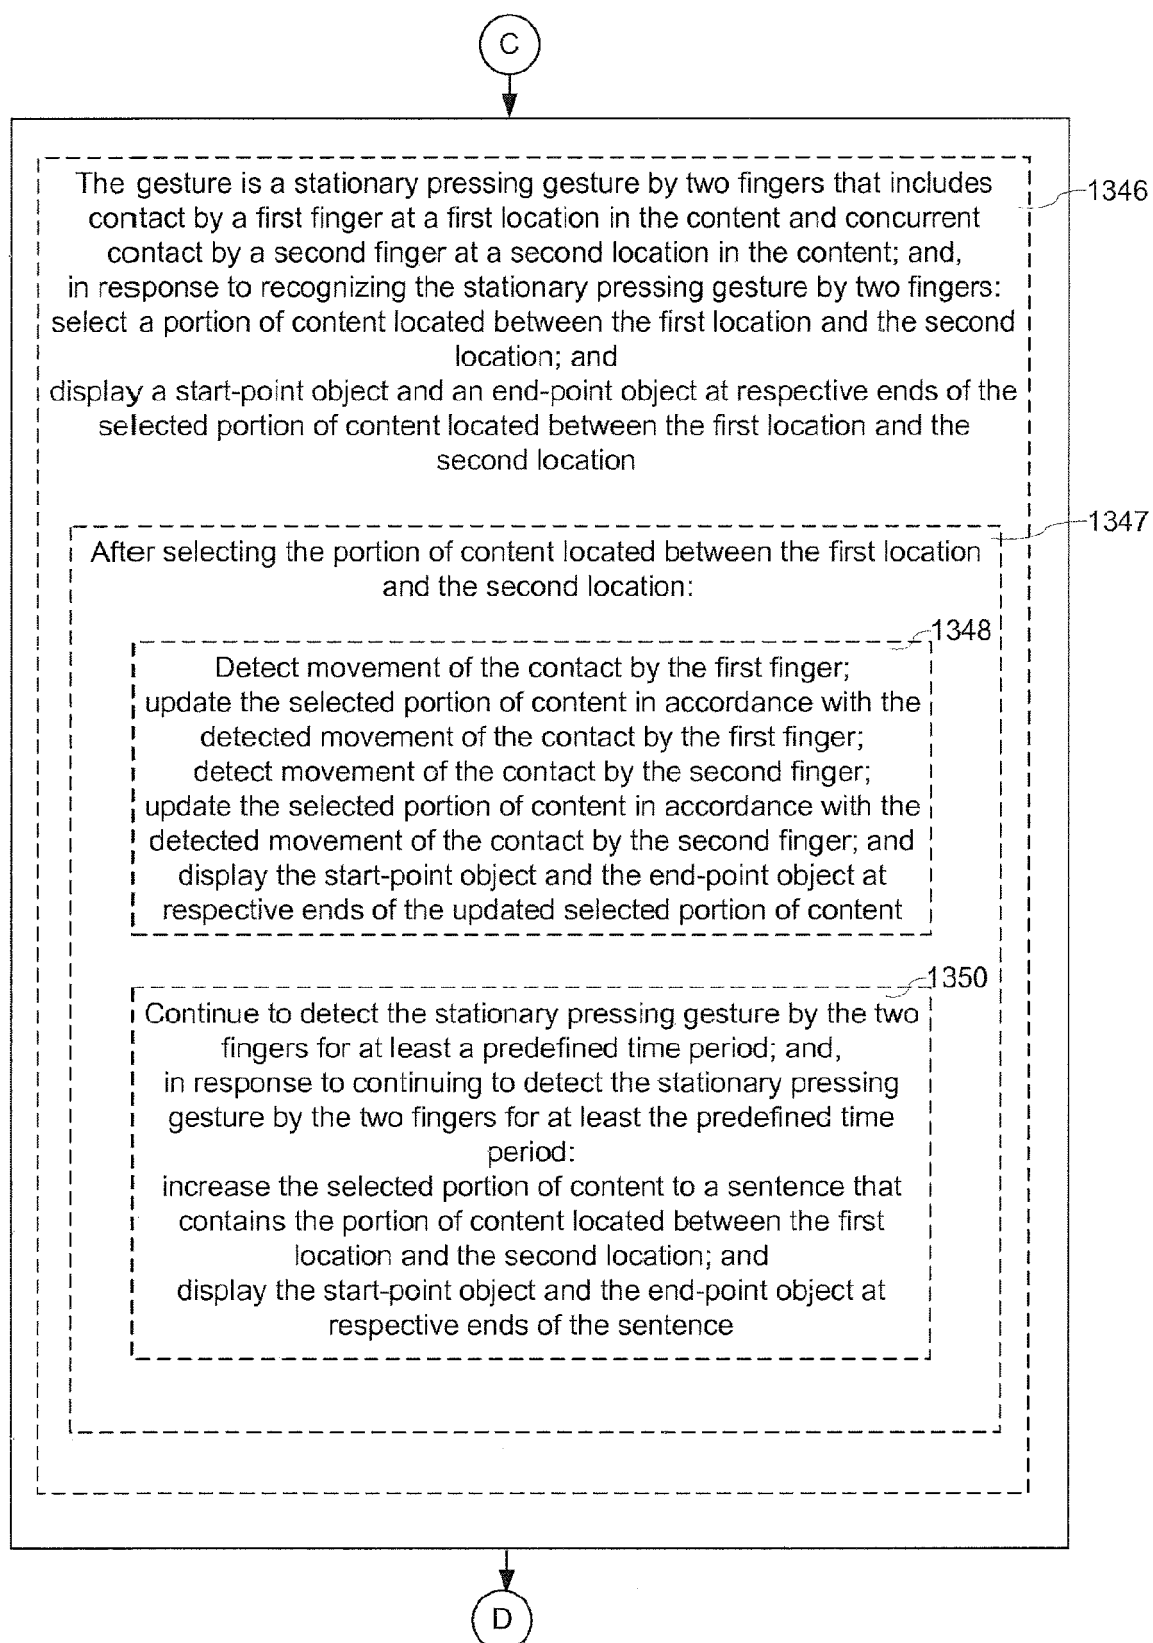 C
The gesture is a stationary pressing gesture by two fingers that includes
contact by a first finger at a first location in the content and concurrent
contact by a second finger at a second location in the content; and,
in response to recognizing the stationary pressing gesture by two fingers:
select a portion of content located between the first location and the second
location; and
display a start-point object and an end-point object at respective ends of the
selected portion of content located between the first location and the
second location
1346
After selecting the portion of content located between the first location
and the second location:
1347
1348
Detect movement of the contact by the first finger;
update the selected portion of content in accordance with the
detected movement of the contact by the first finger;
detect movement of the contact by the second finger;
update the selected portion of content in accordance with the
detected movement of the contact by the second finger; and
display the start-point object and the end-point object at
respective ends of the updated selected portion of content
1350
Continue to detect the stationary pressing gesture by the two
fingers for at least a predefined time period; and,
in response to continuing to detect the stationary pressing
gesture by the two fingers for at least the predefined time
period:
increase the selected portion of content to a sentence that
contains the portion of content located between the first
location and the second location; and
display the start-point object and the end-point object at
respective ends of the sentence
D